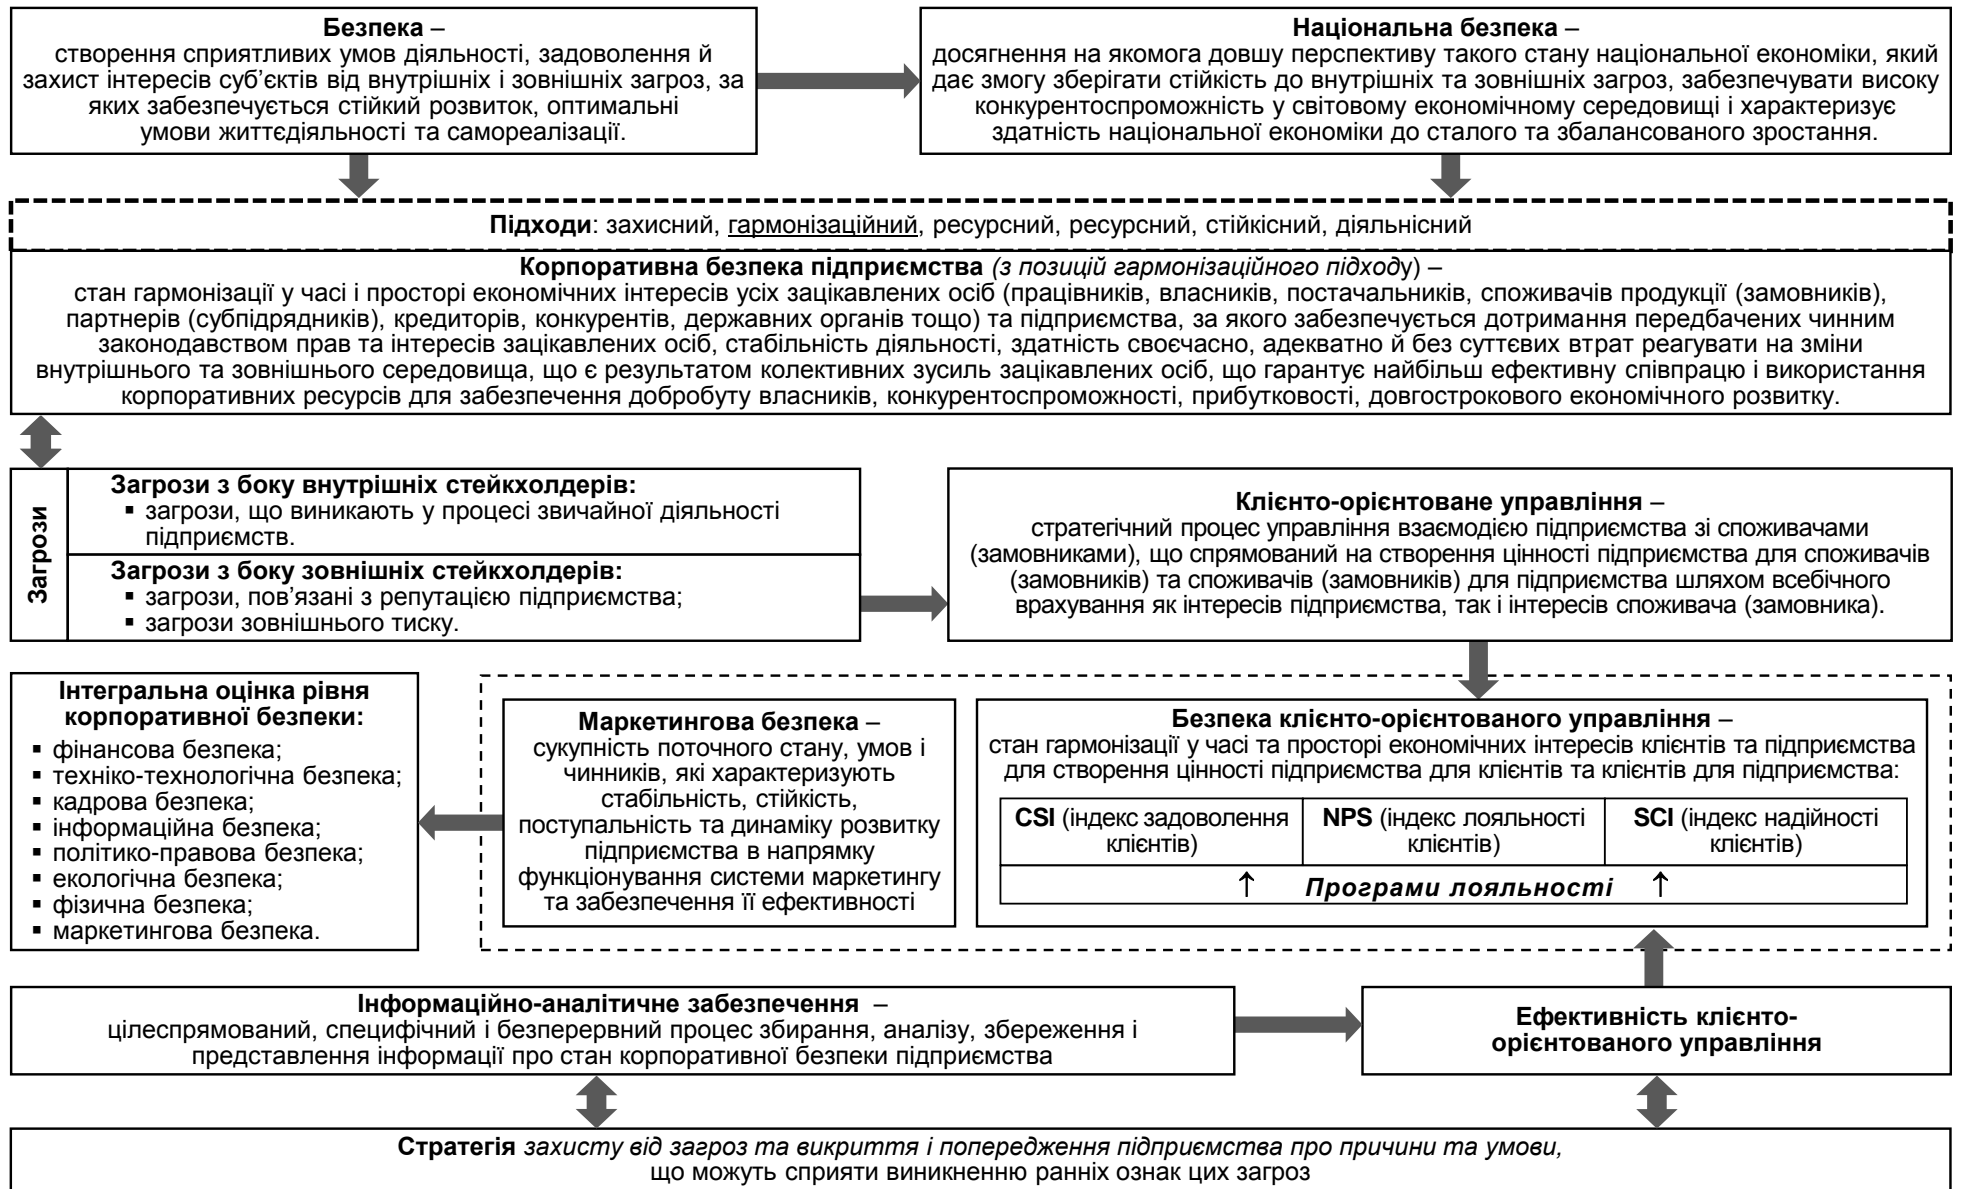 Безпека –
створення сприятливих умов діяльності, задоволення й
захист інтересів суб’єктів від внутрішніх і зовнішніх загроз, за
яких забезпечується стійкий розвиток, оптимальні
умови життєдіяльності та самореалізації.
Національна безпека –
досягнення на якомога довшу перспективу такого стану національної економіки, який
дає змогу зберігати стійкість до внутрішніх та зовнішніх загроз, забезпечувати високу
конкурентоспроможність у світовому економічному середовищі і характеризує
здатність національної економіки до сталого та збалансованого зростання.
Підходи: захисний, гармонізаційний, ресурсний, ресурсний, стійкісний, діяльнісний
Корпоративна безпека підприємства (з позицій гармонізаційного підходу) –
стан гармонізації у часі і просторі економічних інтересів усіх зацікавлених осіб (працівників, власників, постачальників, споживачів продукції (замовників),
партнерів (субпідрядників), кредиторів, конкурентів, державних органів тощо) та підприємства, за якого забезпечується дотримання передбачених чинним
законодавством прав та інтересів зацікавлених осіб, стабільність діяльності, здатність своєчасно, адекватно й без суттєвих втрат реагувати на зміни
внутрішнього та зовнішнього середовища, що є результатом колективних зусиль зацікавлених осіб, що гарантує найбільш ефективну співпрацю і використання
корпоративних ресурсів для забезпечення добробуту власників, конкурентоспроможності, прибутковості, довгострокового економічного розвитку.
Загрози
Загрози з боку внутрішніх стейкхолдерів:
▪ загрози, що виникають у процесі звичайної діяльності
підприємств.
Загрози з боку зовнішніх стейкхолдерів:
▪ загрози, пов’язані з репутацією підприємства;
▪ загрози зовнішнього тиску.
Клієнто-орієнтоване управління –
стратегічний процес управління взаємодією підприємства зі споживачами
(замовниками), що спрямований на створення цінності підприємства для споживачів
(замовників) та споживачів (замовників) для підприємства шляхом всебічного
врахування як інтересів підприємства, так і інтересів споживача (замовника).
Інтегральна оцінка рівня
корпоративної безпеки:
▪ фінансова безпека;
▪ техніко-технологічна безпека;
▪ кадрова безпека;
▪ інформаційна безпека;
▪ політико-правова безпека;
▪ екологічна безпека;
▪ фізична безпека;
▪ маркетингова безпека.
Маркетингова безпека –
сукупність поточного стану, умов і
чинників, які характеризують
стабільність, стійкість,
поступальність та динаміку розвитку
підприємства в напрямку
функціонування системи маркетингу
та забезпечення її ефективності
Безпека клієнто-орієнтованого управління –
стан гармонізації у часі та просторі економічних інтересів клієнтів та підприємства
для створення цінності підприємства для клієнтів та клієнтів для підприємства:
CSI (індекс задоволення
клієнтів)
NPS (індекс лояльності
клієнтів)
SCI (індекс надійності
клієнтів)
↑ Програми лояльності ↑
Інформаційно-аналітичне забезпечення –
цілеспрямований, специфічний і безперервний процес збирання, аналізу, збереження і
представлення інформації про стан корпоративної безпеки підприємства
Ефективність клієнто-
орієнтованого управління
Стратегія захисту від загроз та викриття і попередження підприємства про причини та умови,
що можуть сприяти виникненню ранніх ознак цих загроз